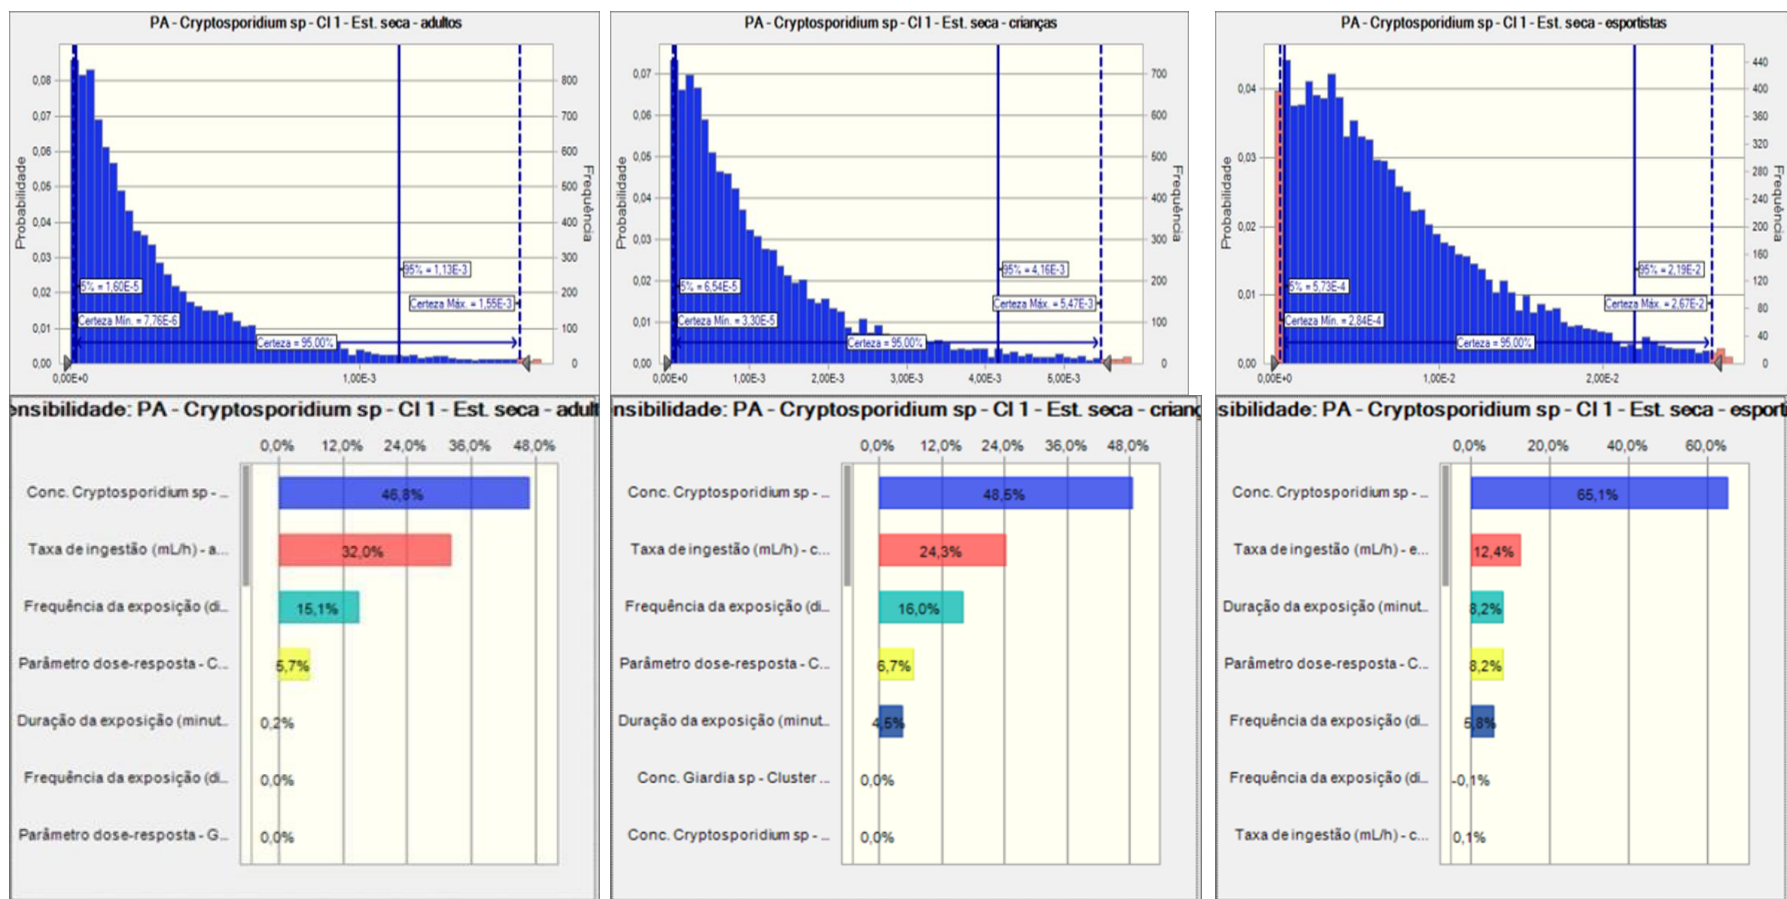 PA - Cryptosporidium sp - Cl 1 - Est. seca - adultos
0,08
0,07
0,06
0,05
0,04
0,03
0,02
0,01
0,00
Probabilidade
800
700
600
500
400
300
200
100
0
Frequência
95% = 1,13E-3
5% = 1,60E-5
Certeza Máx. = 1,55E-3
Certeza Mín. = 7,76E-6
Certeza = 95,00%
0,00E+0
1,00E-3
PA - Cryptosporidium sp - Cl 1 - Est. seca - crianças
0,07
0,06
0,05
0,04
0,03
0,02
0,01
0,00
Probabilidade
700
600
500
400
300
200
100
0
Frequência
95% = 4,16E-3
5% = 6,54E-5
Certeza Máx. = 5,47E-3
Certeza Mín. = 3,30E-5
Certeza = 95,00%
0,00E+0
1,00E-3
2,00E-3
3,00E-3
4,00E-3
5,00E-3
PA - Cryptosporidium sp - Cl 1 - Est. seca - esportistas
0,04
0,03
0,02
0,01
0,00
Probabilidade
440
400
360
320
280
240
200
160
120
80
40
0
Frequência
95% = 2,19E-2
5% = 5,73E-4
Certeza Máx. = 2,67E-2
Certeza Mín. = 2,84E-4
Certeza = 95,00%
0,00E+0
1,00E-2
2,00E-2
ensibilidade: PA - Cryptosporidium sp - Cl 1 - Est. seca - adult
0,0% 12,0% 24,0% 36,0% 48,0%
Conc. Cryptosporidium sp - ... 46,8%
Taxa de ingestão (mL/h) - a... 32,0%
Frequência da exposição (di... 15,1%
Parâmetro dose-resposta - C... 5,7%
Duração da exposição (minut... 0,2%
Frequência da exposição (di... 0,0%
Parâmetro dose-resposta - G... 0,0%
nsibilidade: PA - Cryptosporidium sp - Cl 1 - Est. seca - crianç
0,0% 12,0% 24,0% 36,0% 48,0%
Conc. Cryptosporidium sp - ... 48,5%
Taxa de ingestão (mL/h) - c... 24,3%
Frequência da exposição (di... 16,0%
Parâmetro dose-resposta - C... 6,7%
Duração da exposição (minut... 4,5%
Conc. Giardia sp - Cluster ... 0,0%
Conc. Cryptosporidium sp - ... 0,0%
sibilidade: PA - Cryptosporidium sp - Cl 1 - Est. seca - esporti
0,0% 20,0% 40,0% 60,0%
Conc. Cryptosporidium sp - ... 65,1%
Taxa de ingestão (mL/h) - e... 12,4%
Duração da exposição (minut... 8,2%
Parâmetro dose-resposta - C... 8,2%
Frequência da exposição (di... 5,8%
Frequência da exposição (di... -0,1%
Taxa de ingestão (mL/h) - c... 0,1%